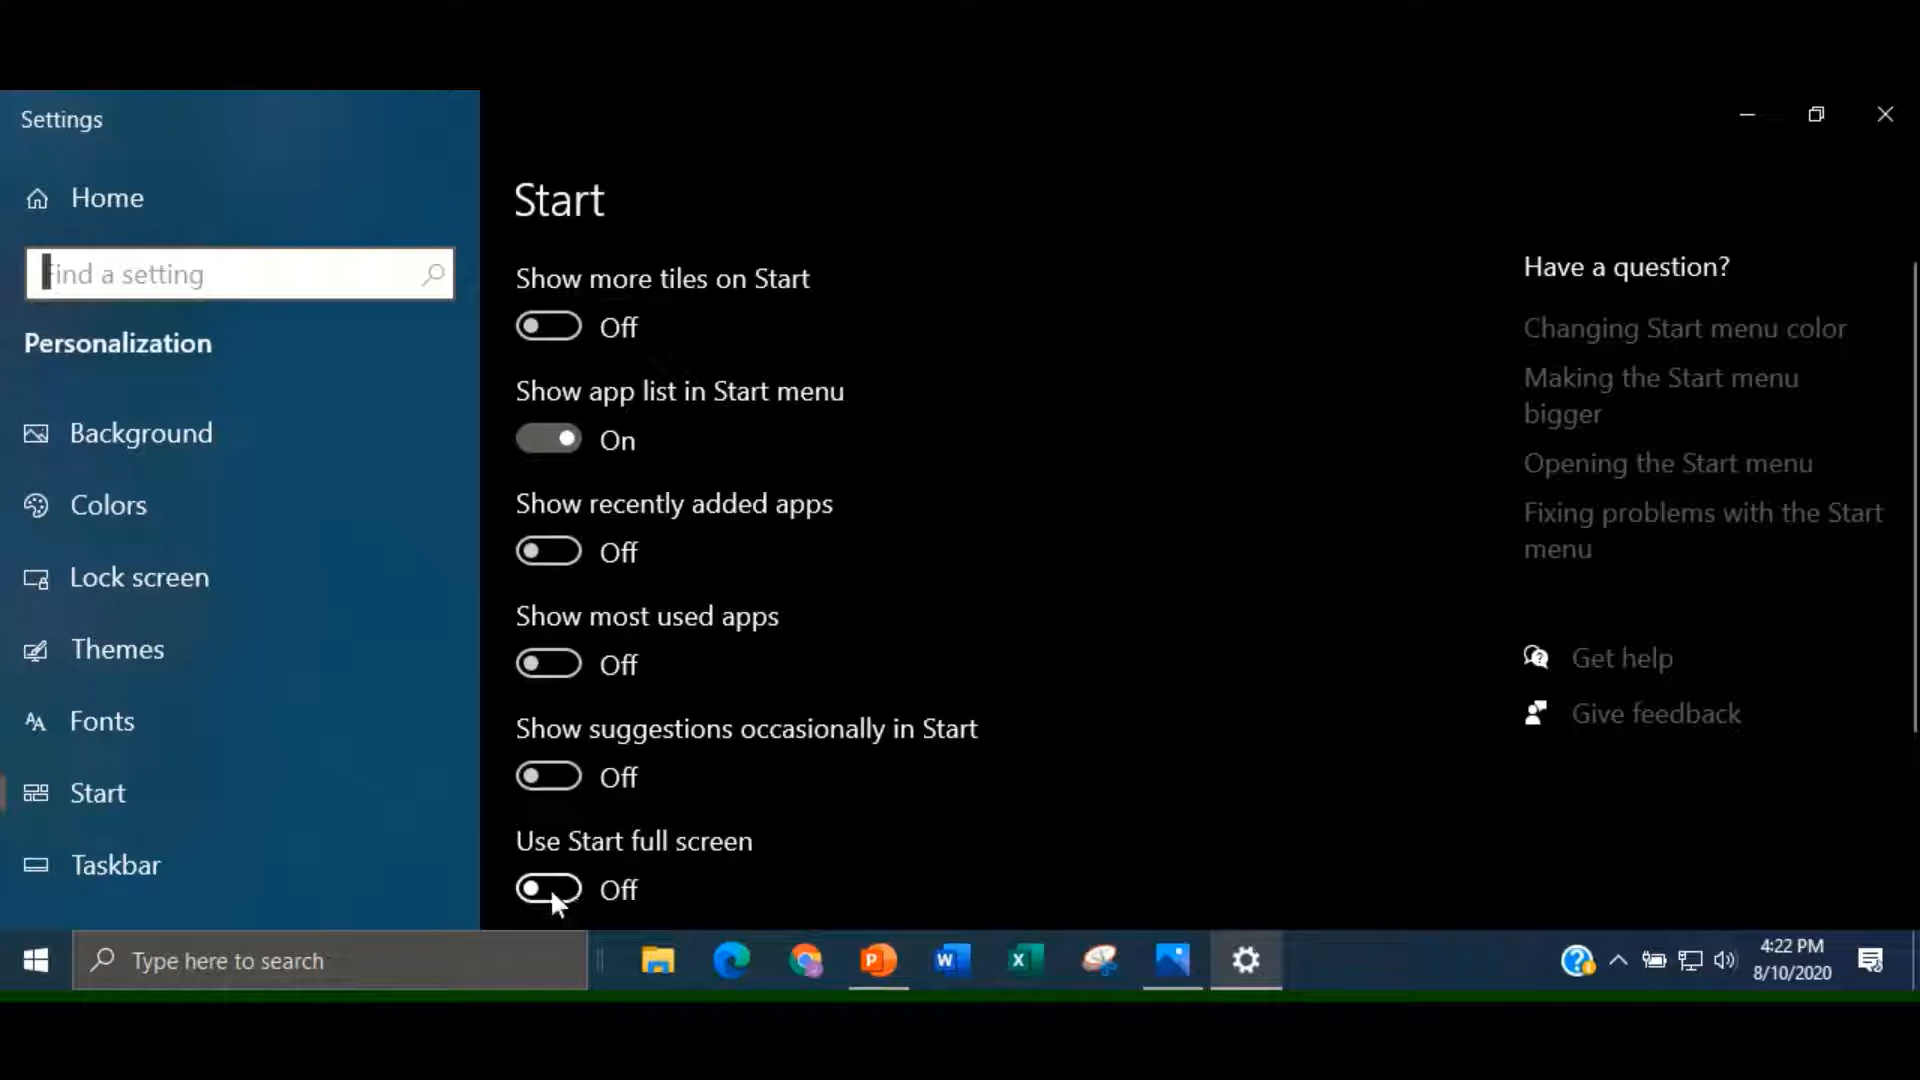 Settings
Home
Find a setting
Personalization
Background
Colors
Lock screen
Themes
Fonts
Start
Taskbar
Start
Show more tiles on Start
Off
Show app list in Start menu
On
Show recently added apps
Off
Show most used apps
Off
Show suggestions occasionally in Start
Off
Use Start full screen
Off
Have a question?
Changing Start menu color
Making the Start menu
bigger
Opening the Start menu
Fixing problems with the Start
menu
Get help
Give feedback
Type here to search
P
W
X
?
4:22 PM
8/10/2020